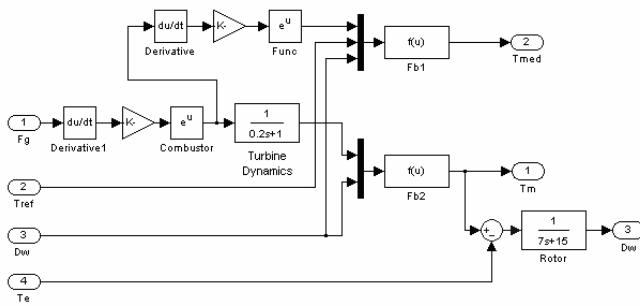 du/dt
K-
e^u
f(u)
2
Derivative
Func
Fb1
Tmed
1
du/dt
K-
e^u
1
0.2s+1
Fg
Derivative1
Combustor
Turbine
Dynamics
f(u)
1
2
Fb2
Tm
Tref
1
7s+15
3
3
Dw
Rotor
Dw
4
Te